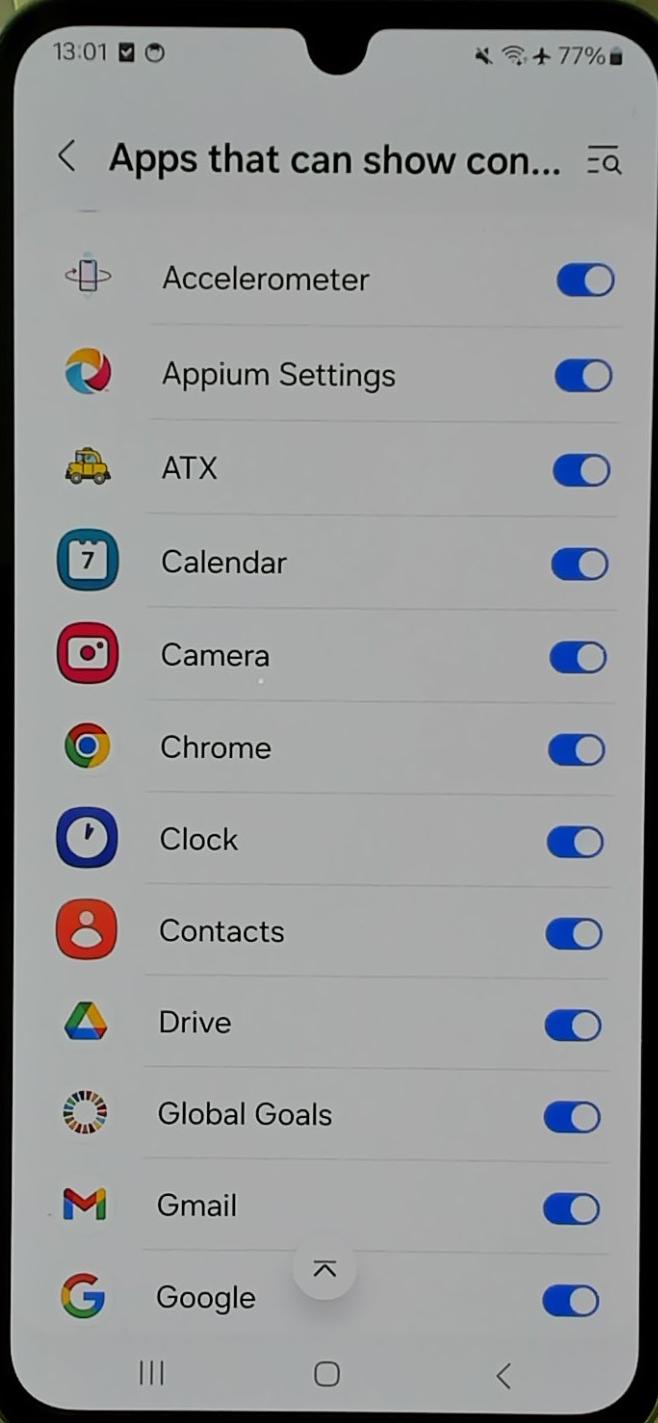 13:01
77%
Apps that can show con...
Accelerometer
Appium Settings
ATX
7
Calendar
Camera
Chrome
Clock
Contacts
Drive
Global Goals
Gmail
Google